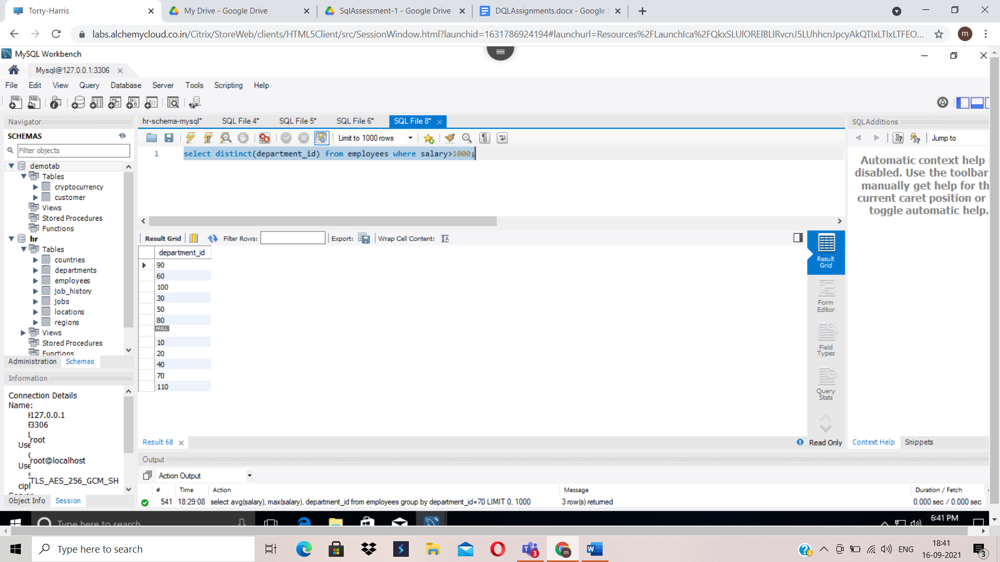 Torry-Harris
My Drive - Google Drive
SqlAssessment-1 - Google Drive
DQLAssignments.docx - Google
labs.alchemycloud.co.in/Citrix/StoreWeb/clients/HTML5Client/src/SessionWindow.html?launchid=1631786924194#launchurl=Resources%2FLaunchIca%2FQkxSLUlORElBLlRvcnJ5LUhhcnJpcyAkQTIxLTIxLTFEO...
m
MySQL Workbench
Mysql@127.0.0.1:3306
File Edit View Query Database Server Tools Scripting Help
Navigator
hr-schema-mysql* SQL File 4* SQL File 5* SQL File 6* SQL File 8*
SQLAdditions
SCHEMAS
Limit to 1000 rows
Jump to
Filter objects
1 select distinct(department_id) from employees where salary>1000;
Automatic context help
disabled. Use the toolbar
manually get help for th
current caret position or
toggle automatic help.
demotab
Tables
cryptocurrency
customer
Views
Stored Procedures
Functions
hr
Tables
countries
departments
employees
job_history
jobs
locations
regions
Views
Stored Procedures
Functions
Administration Schemas
Information
Connection Details
Name:
127.0.0.1
3306
root
Use
root@localhost
Use
TLS_AES_256_GCM_SH
ciph
Object Info Session
Result Grid Filter Rows: Export: Wrap Cell Content:
department_id
90
60
100
30
50
80
NULL
10
20
40
70
110
Result
Grid
Form
Editor
Field
Types
Query
Stats
Result 68
Read Only
Context Help Snippets
Output
Action Output
# Time Action Message Duration / Fetch
541 18:29:08 select avg(salary), max(salary), department_id from employees group by department_id=70 LIMIT 0, 1000 3 row(s) returned 0.000 sec / 0.000 sec
Type here to search
6:41 PM
Type here to search
3
m
W
ENG
18:41
16-09-2021
3